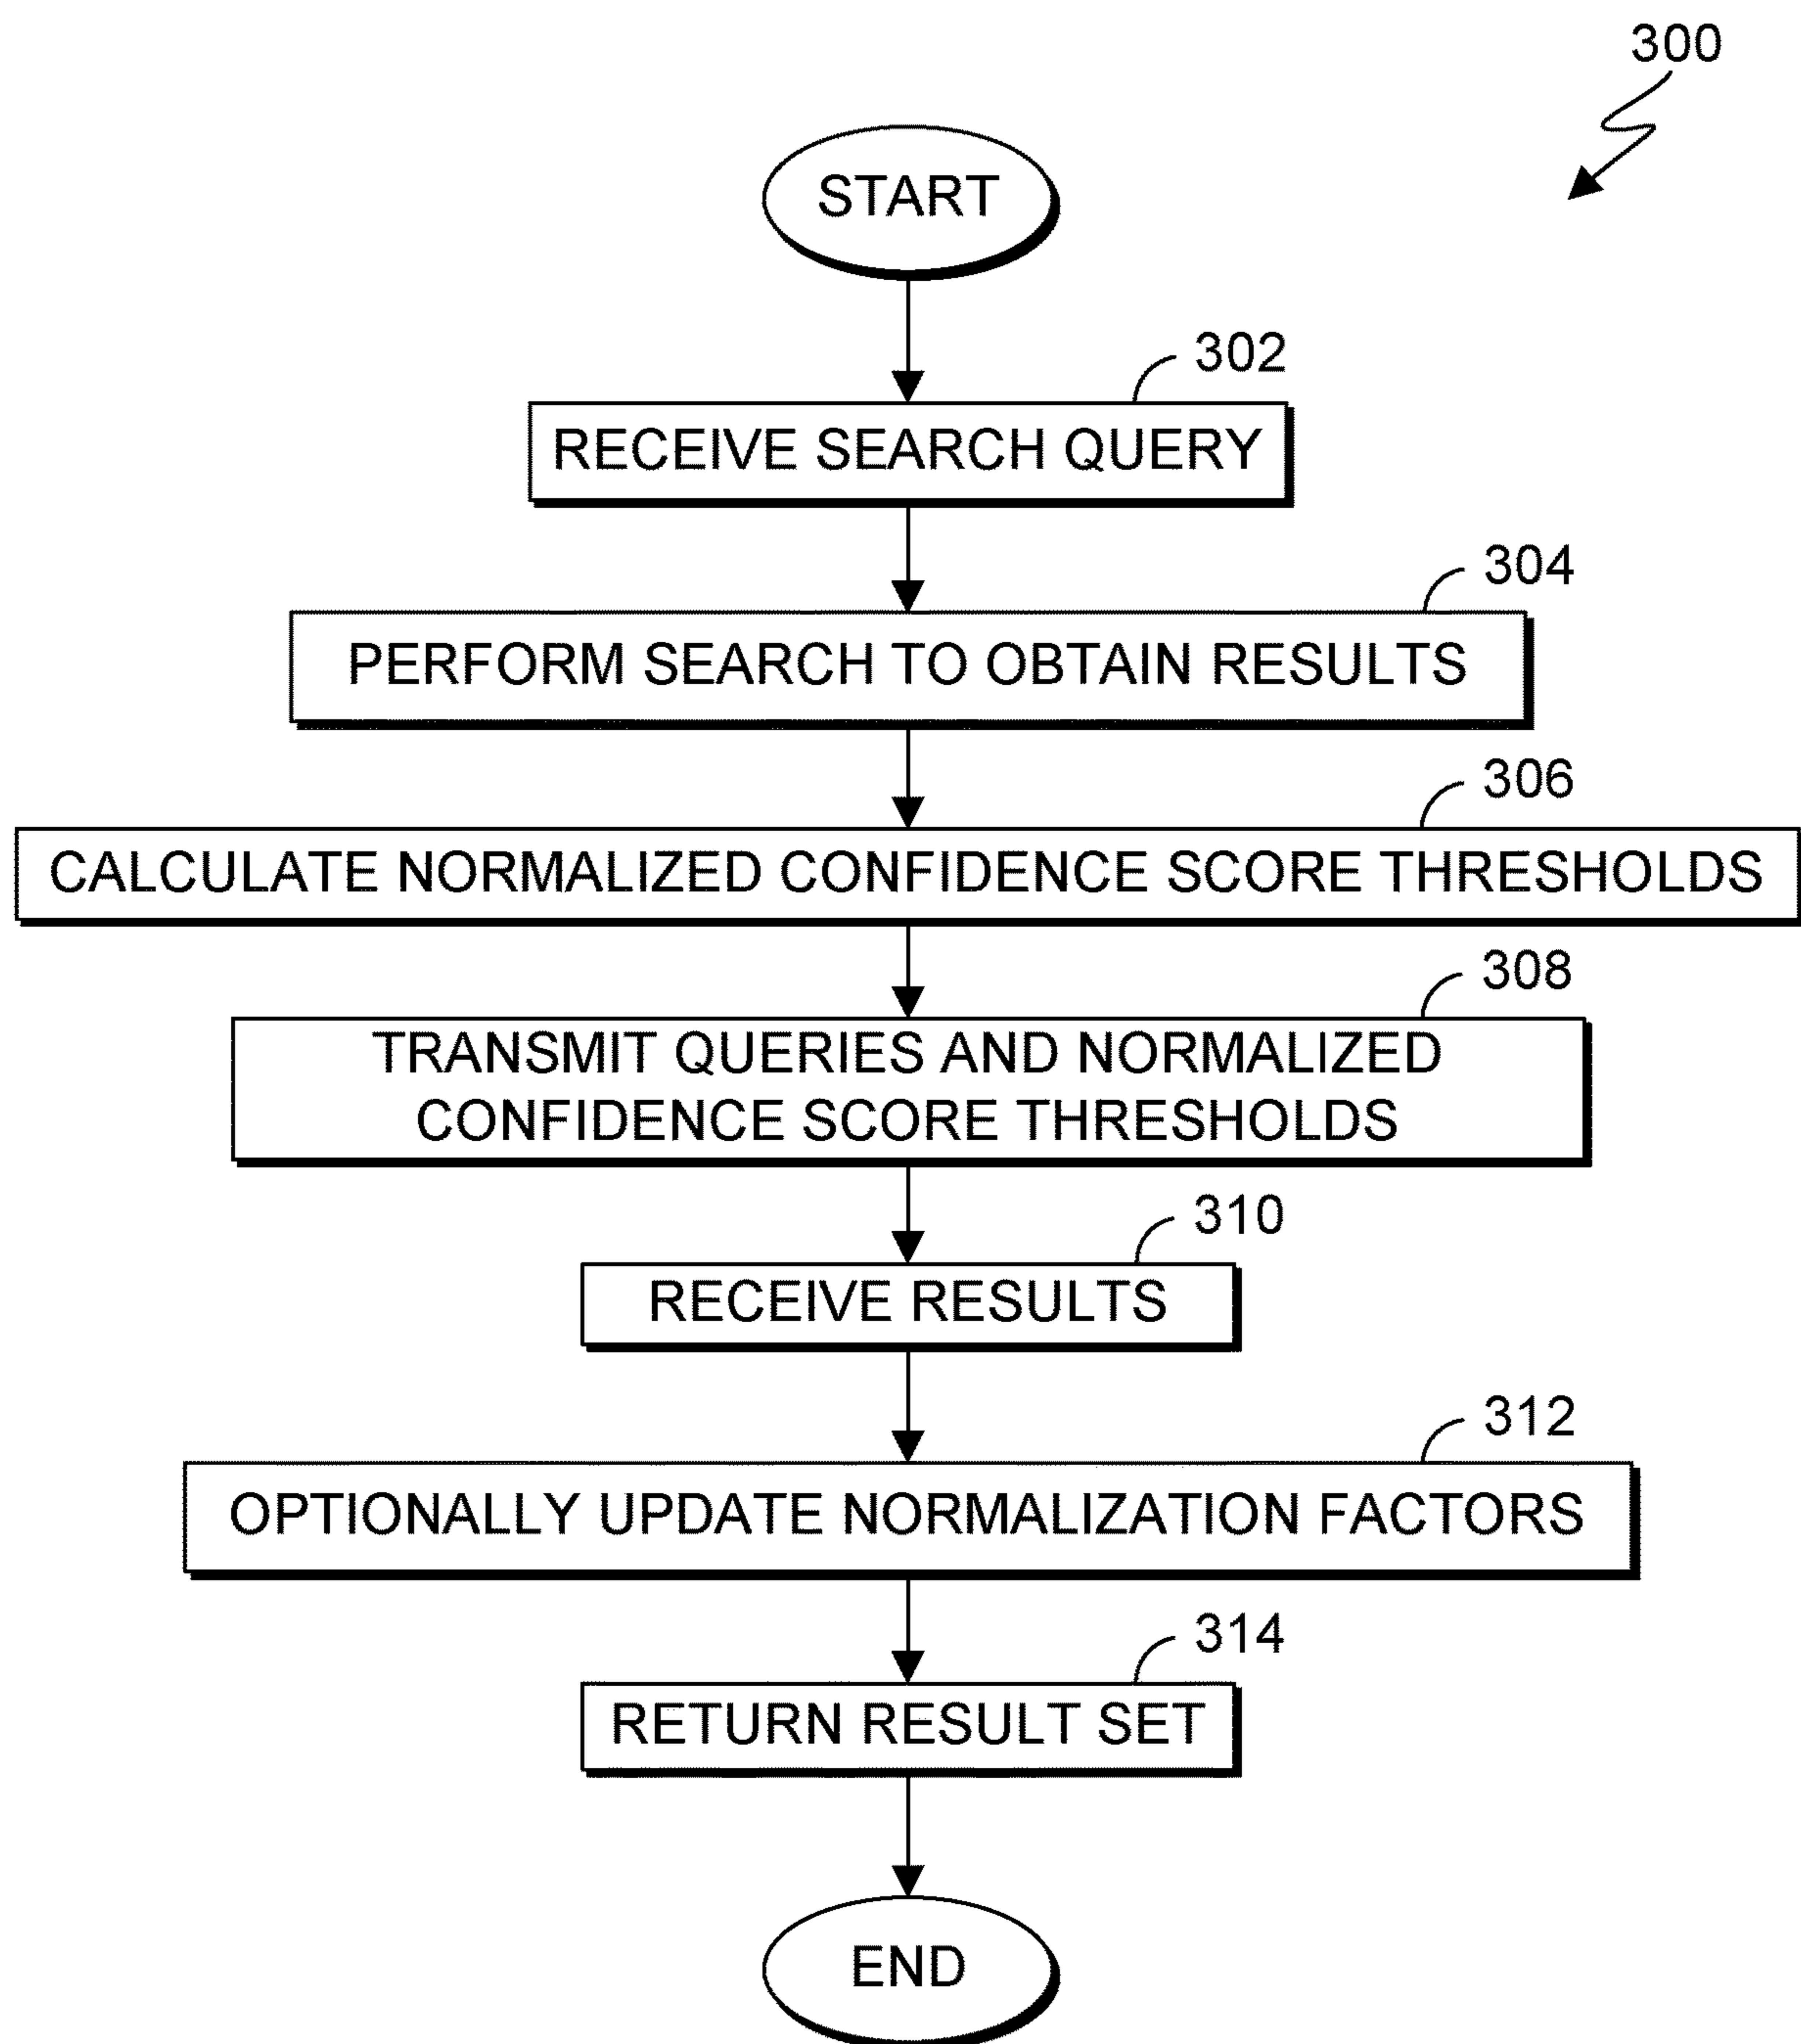 300
START
302
RECEIVE SEARCH QUERY
304
PERFORM SEARCH TO OBTAIN RESULTS
306
CALCULATE NORMALIZED CONFIDENCE SCORE THRESHOLDS
308
TRANSMIT QUERIES AND NORMALIZED
CONFIDENCE SCORE THRESHOLDS
310
RECEIVE RESULTS
312
OPTIONALLY UPDATE NORMALIZATION FACTORS
314
RETURN RESULT SET
END